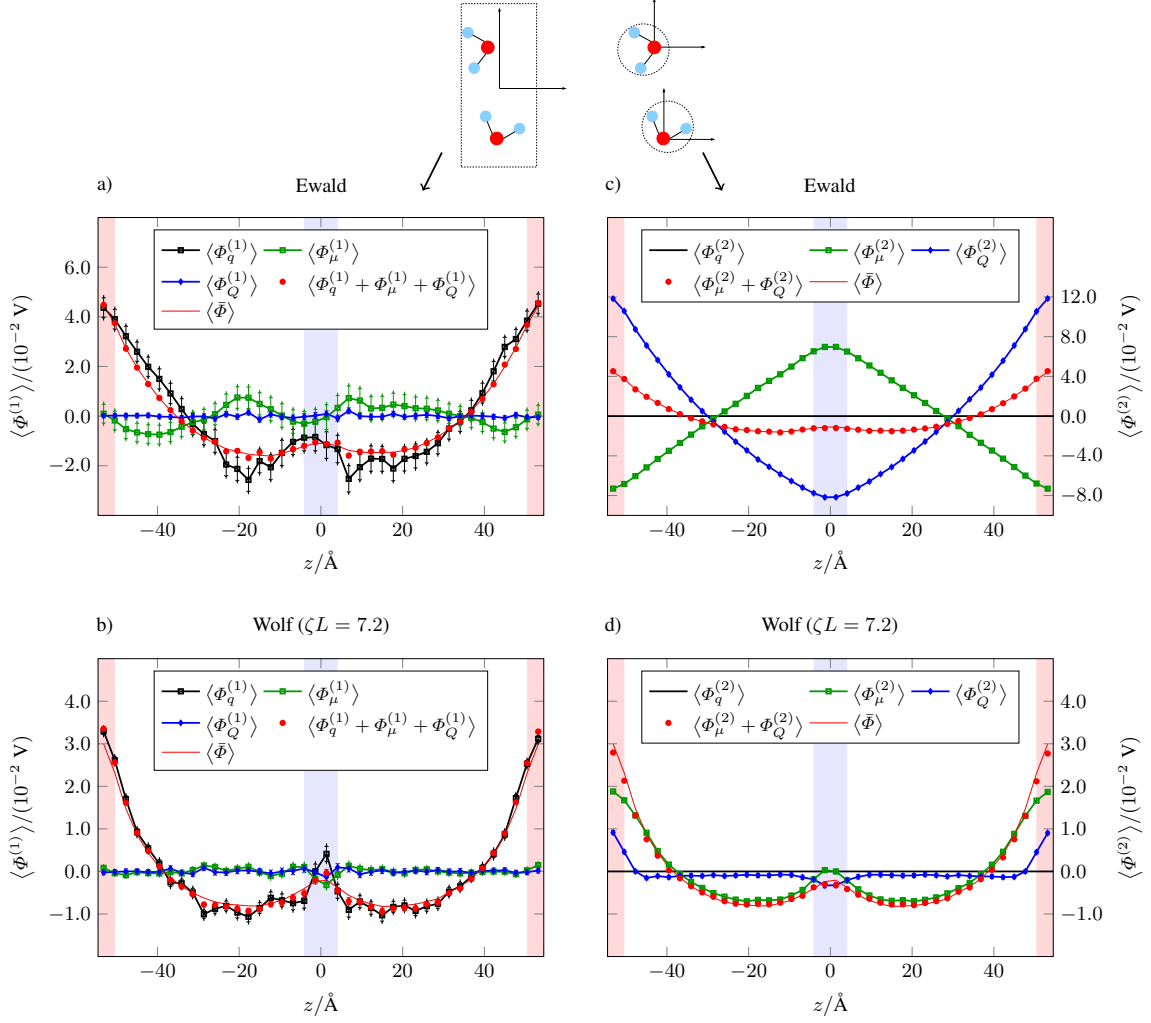 a)
Ewald
⟨Φ_q^(1)⟩ ⟨Φ_μ^(1)⟩
⟨Φ_Q^(1)⟩ ⟨Φ_q^(1) + Φ_μ^(1) + Φ_Q^(1)⟩
⟨Φ̄⟩
6.0
4.0
2.0
0.0
−2.0
⟨Φ^(1)⟩/(10^−2 V)
−40 −20 0 20 40
z/Å
c)
Ewald
⟨Φ_q^(2)⟩ ⟨Φ_μ^(2)⟩ ⟨Φ_Q^(2)⟩
⟨Φ_μ^(2) + Φ_Q^(2)⟩ ⟨Φ̄⟩
12.0
8.0
4.0
0.0
−4.0
−8.0
⟨Φ^(2)⟩/(10^−2 V)
−40 −20 0 20 40
z/Å
b)
Wolf (ζL = 7.2)
⟨Φ_q^(1)⟩ ⟨Φ_μ^(1)⟩
⟨Φ_Q^(1)⟩ ⟨Φ_q^(1) + Φ_μ^(1) + Φ_Q^(1)⟩
⟨Φ̄⟩
4.0
3.0
2.0
1.0
0.0
−1.0
⟨Φ^(1)⟩/(10^−2 V)
−40 −20 0 20 40
z/Å
d)
Wolf (ζL = 7.2)
⟨Φ_q^(2)⟩ ⟨Φ_μ^(2)⟩ ⟨Φ_Q^(2)⟩
⟨Φ_μ^(2) + Φ_Q^(2)⟩ ⟨Φ̄⟩
4.0
3.0
2.0
1.0
0.0
−1.0
⟨Φ^(2)⟩/(10^−2 V)
−40 −20 0 20 40
z/Å